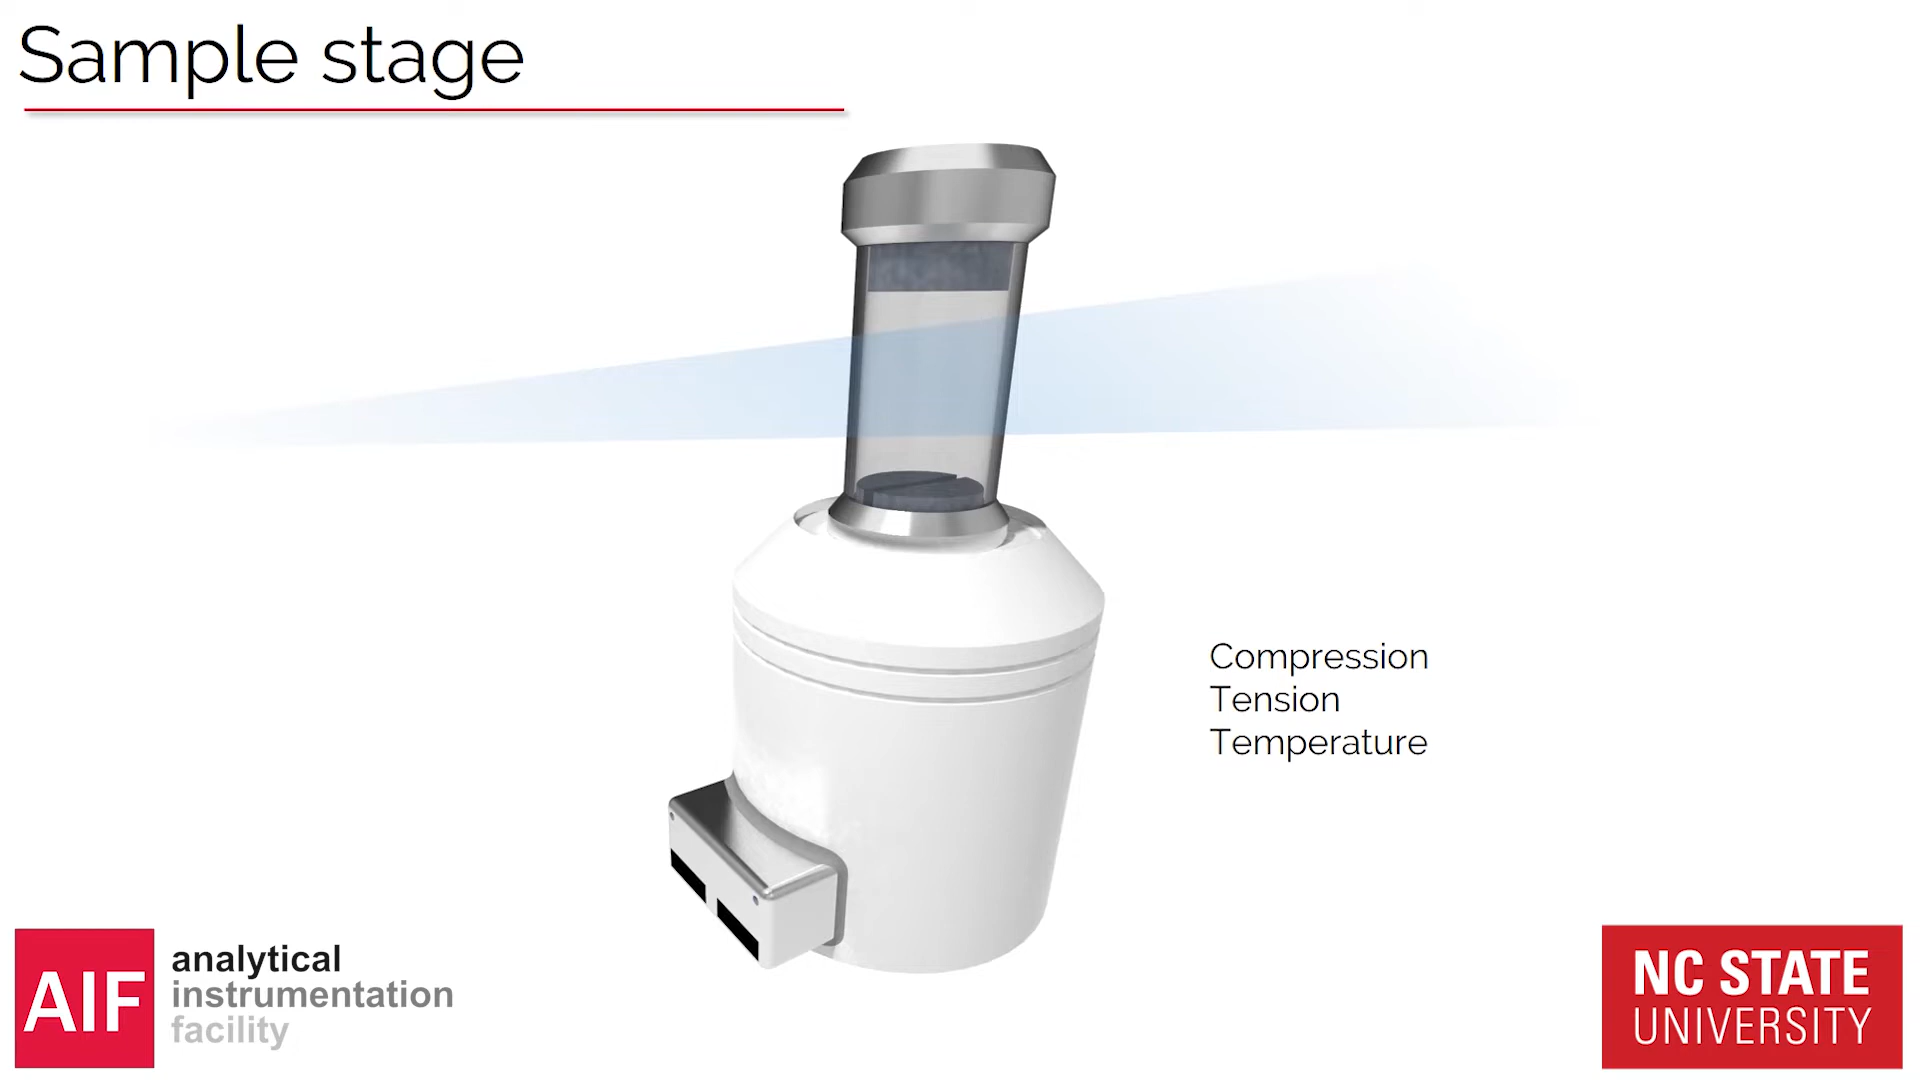 Sample stage
Compression
Tension
Temperature
AIF
analytical
instrumentation
facility
NC STATE
UNIVERSITY